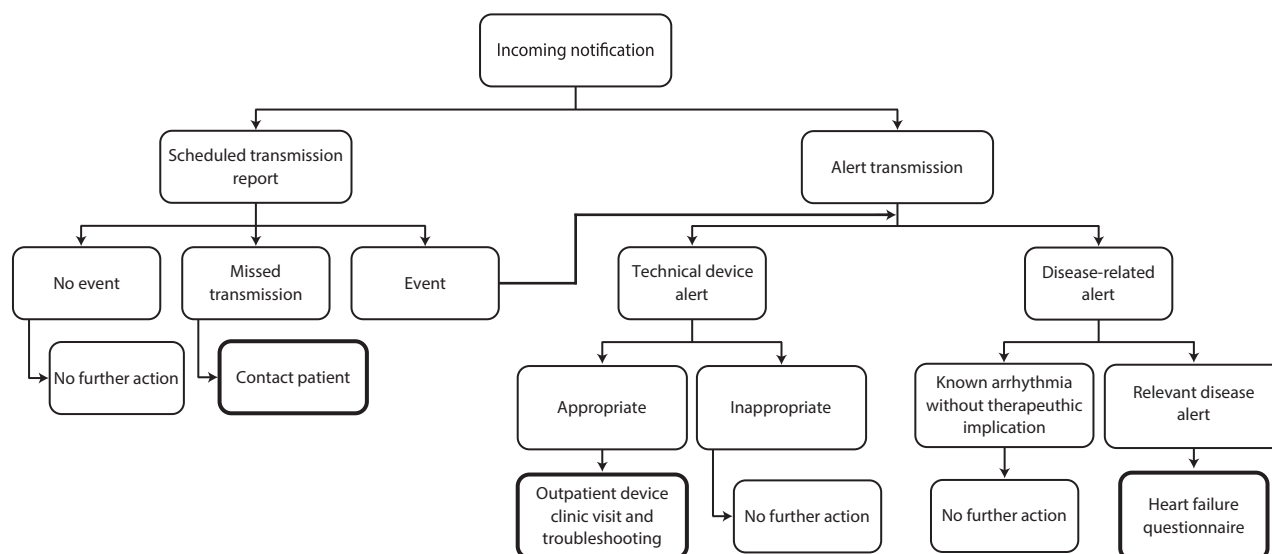 Incoming notification
Scheduled transmission
report
Alert transmission
No event
Missed
transmission
Event
Technical device
alert
Disease-related
alert
No further action
Contact patient
Appropriate
Inappropriate
Known arrhythmia
without therapeuthic
implication
Relevant disease
alert
Outpatient device
clinic visit and
troubleshooting
No further action
No further action
Heart failure
questionnaire